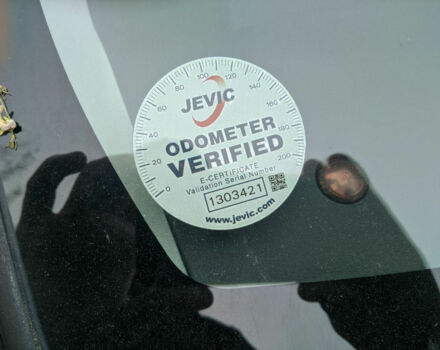 0 20 40 60 80 100 120 140 160 180 200
JEVIC
ODOMETER
VERIFIED
E-CERTIFICATE
Validation Serial Number
1303421
www.jevic.com